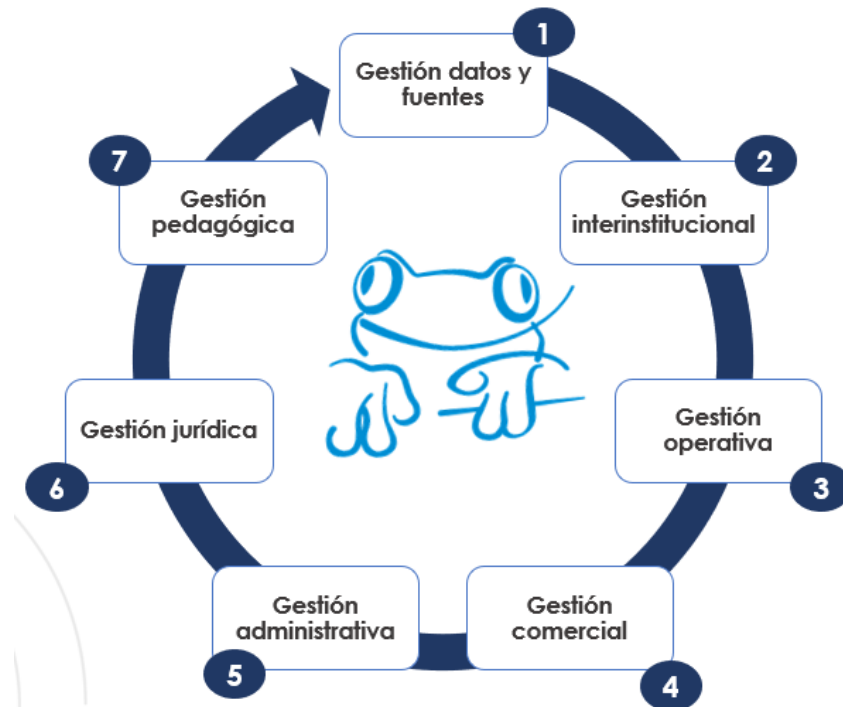 1
Gestión datos y
fuentes
2
Gestión
interinstitucional
3
Gestión
operativa
4
Gestión
comercial
5
Gestión
administrativa
6
Gestión jurídica
7
Gestión
pedagógica